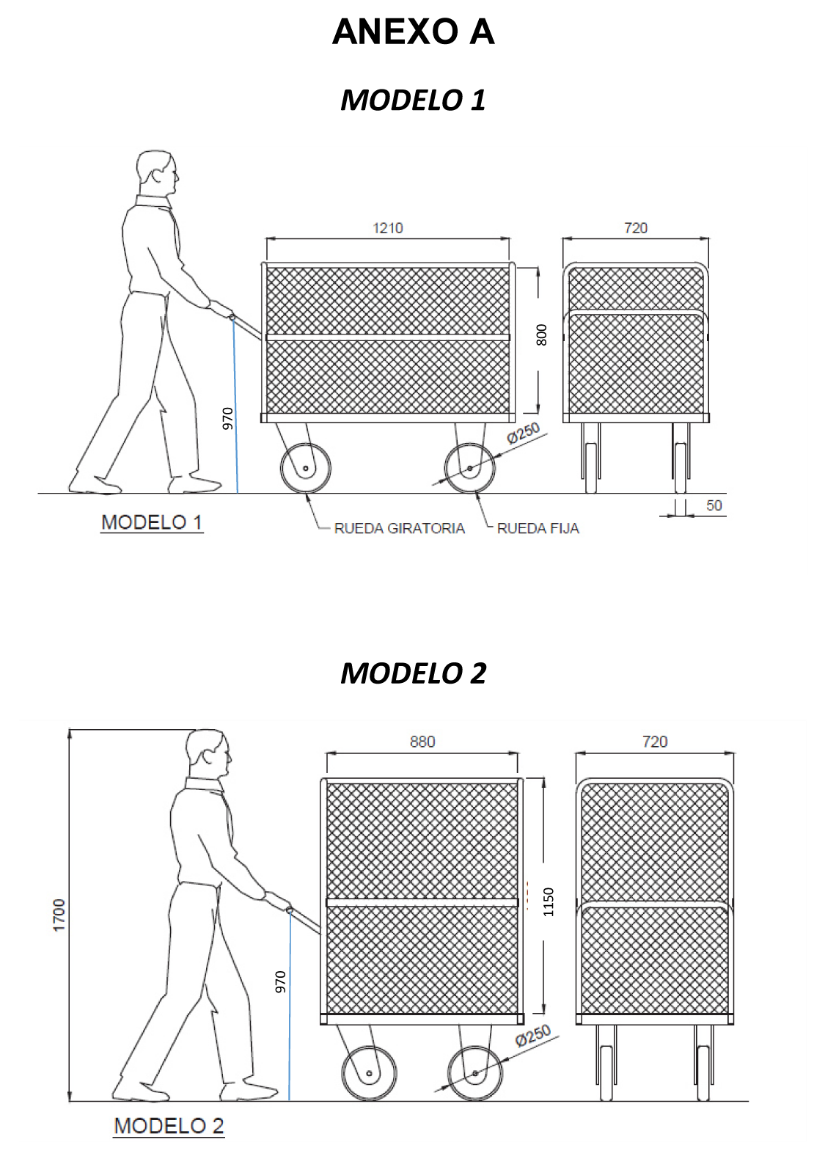 ANEXO A
MODELO 1
1210
720
800
970
Ø250
50
MODELO 1
RUEDA GIRATORIA
RUEDA FIJA
MODELO 2
880
720
1700
1150
970
Ø250
MODELO 2